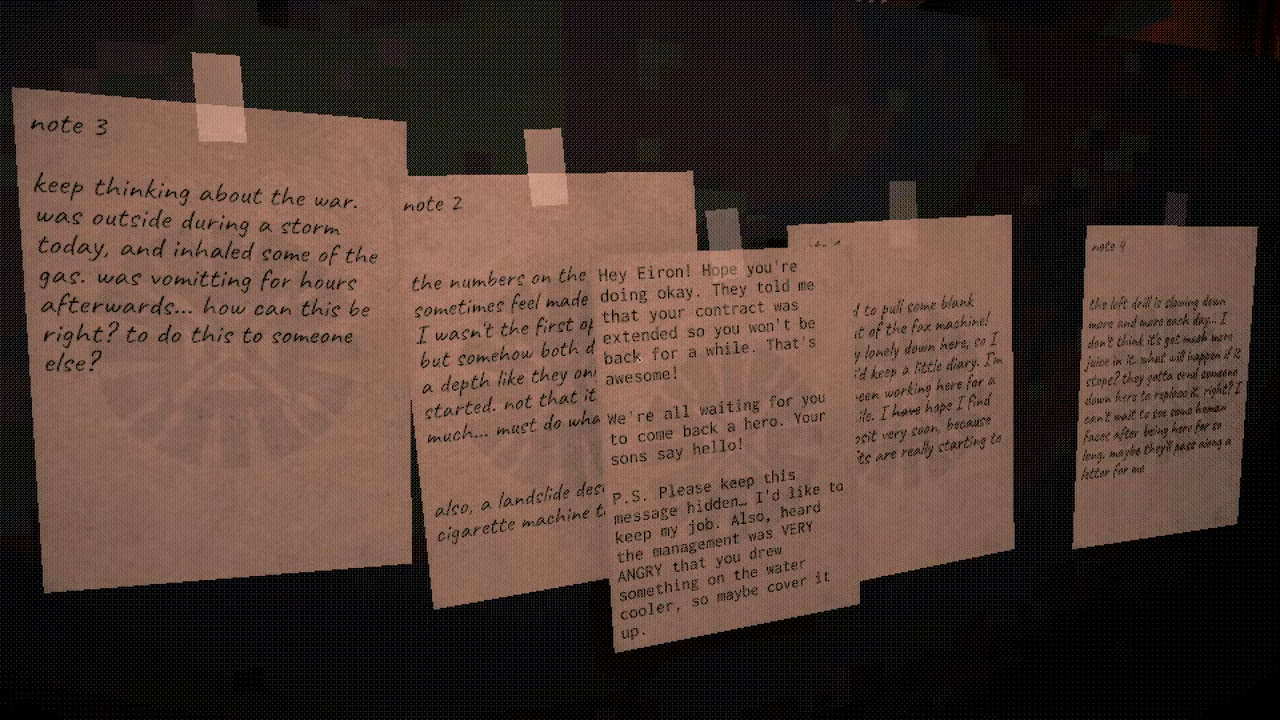 note 3
keep thinking about the war.
was outside during a storm
today, and inhaled some of the
gas. was vomitting for hours
afterwards... how can this be
right? to do this to someone
else?
note 2
the numbers on the
sometimes feel made
I wasn't the first op
but somehow both d
a depth like they on
started. not that it
much... must do wha
also, a landslide des
cigarette machine t
Hey Eiron! Hope you're
doing okay. They told me
that your contract was
extended so you won't be
back for a while. That's
awesome!
We're all waiting for you
to come back a hero. Your
sons say hello!
P.S. Please keep this
message hidden… I'd like to
keep my job. Also, heard
the management was VERY
ANGRY that you drew
something on the water
cooler, so maybe cover it
up.
d to pull some blank
t of the fax machine!
y lonely down here, so I
'd keep a little diary. I'm
een working here for a
ile. I have hope I find
osit very soon, because
ts are really starting to
note 4
the left drill is slowing down
more and more each day... I
don't think it's got much more
juice in it. what will happen if it
stops? they gotta send someone
down here to replace it, right? I
can't wait to see some human
faces after being here for so
long. maybe they'll pass along a
letter for me